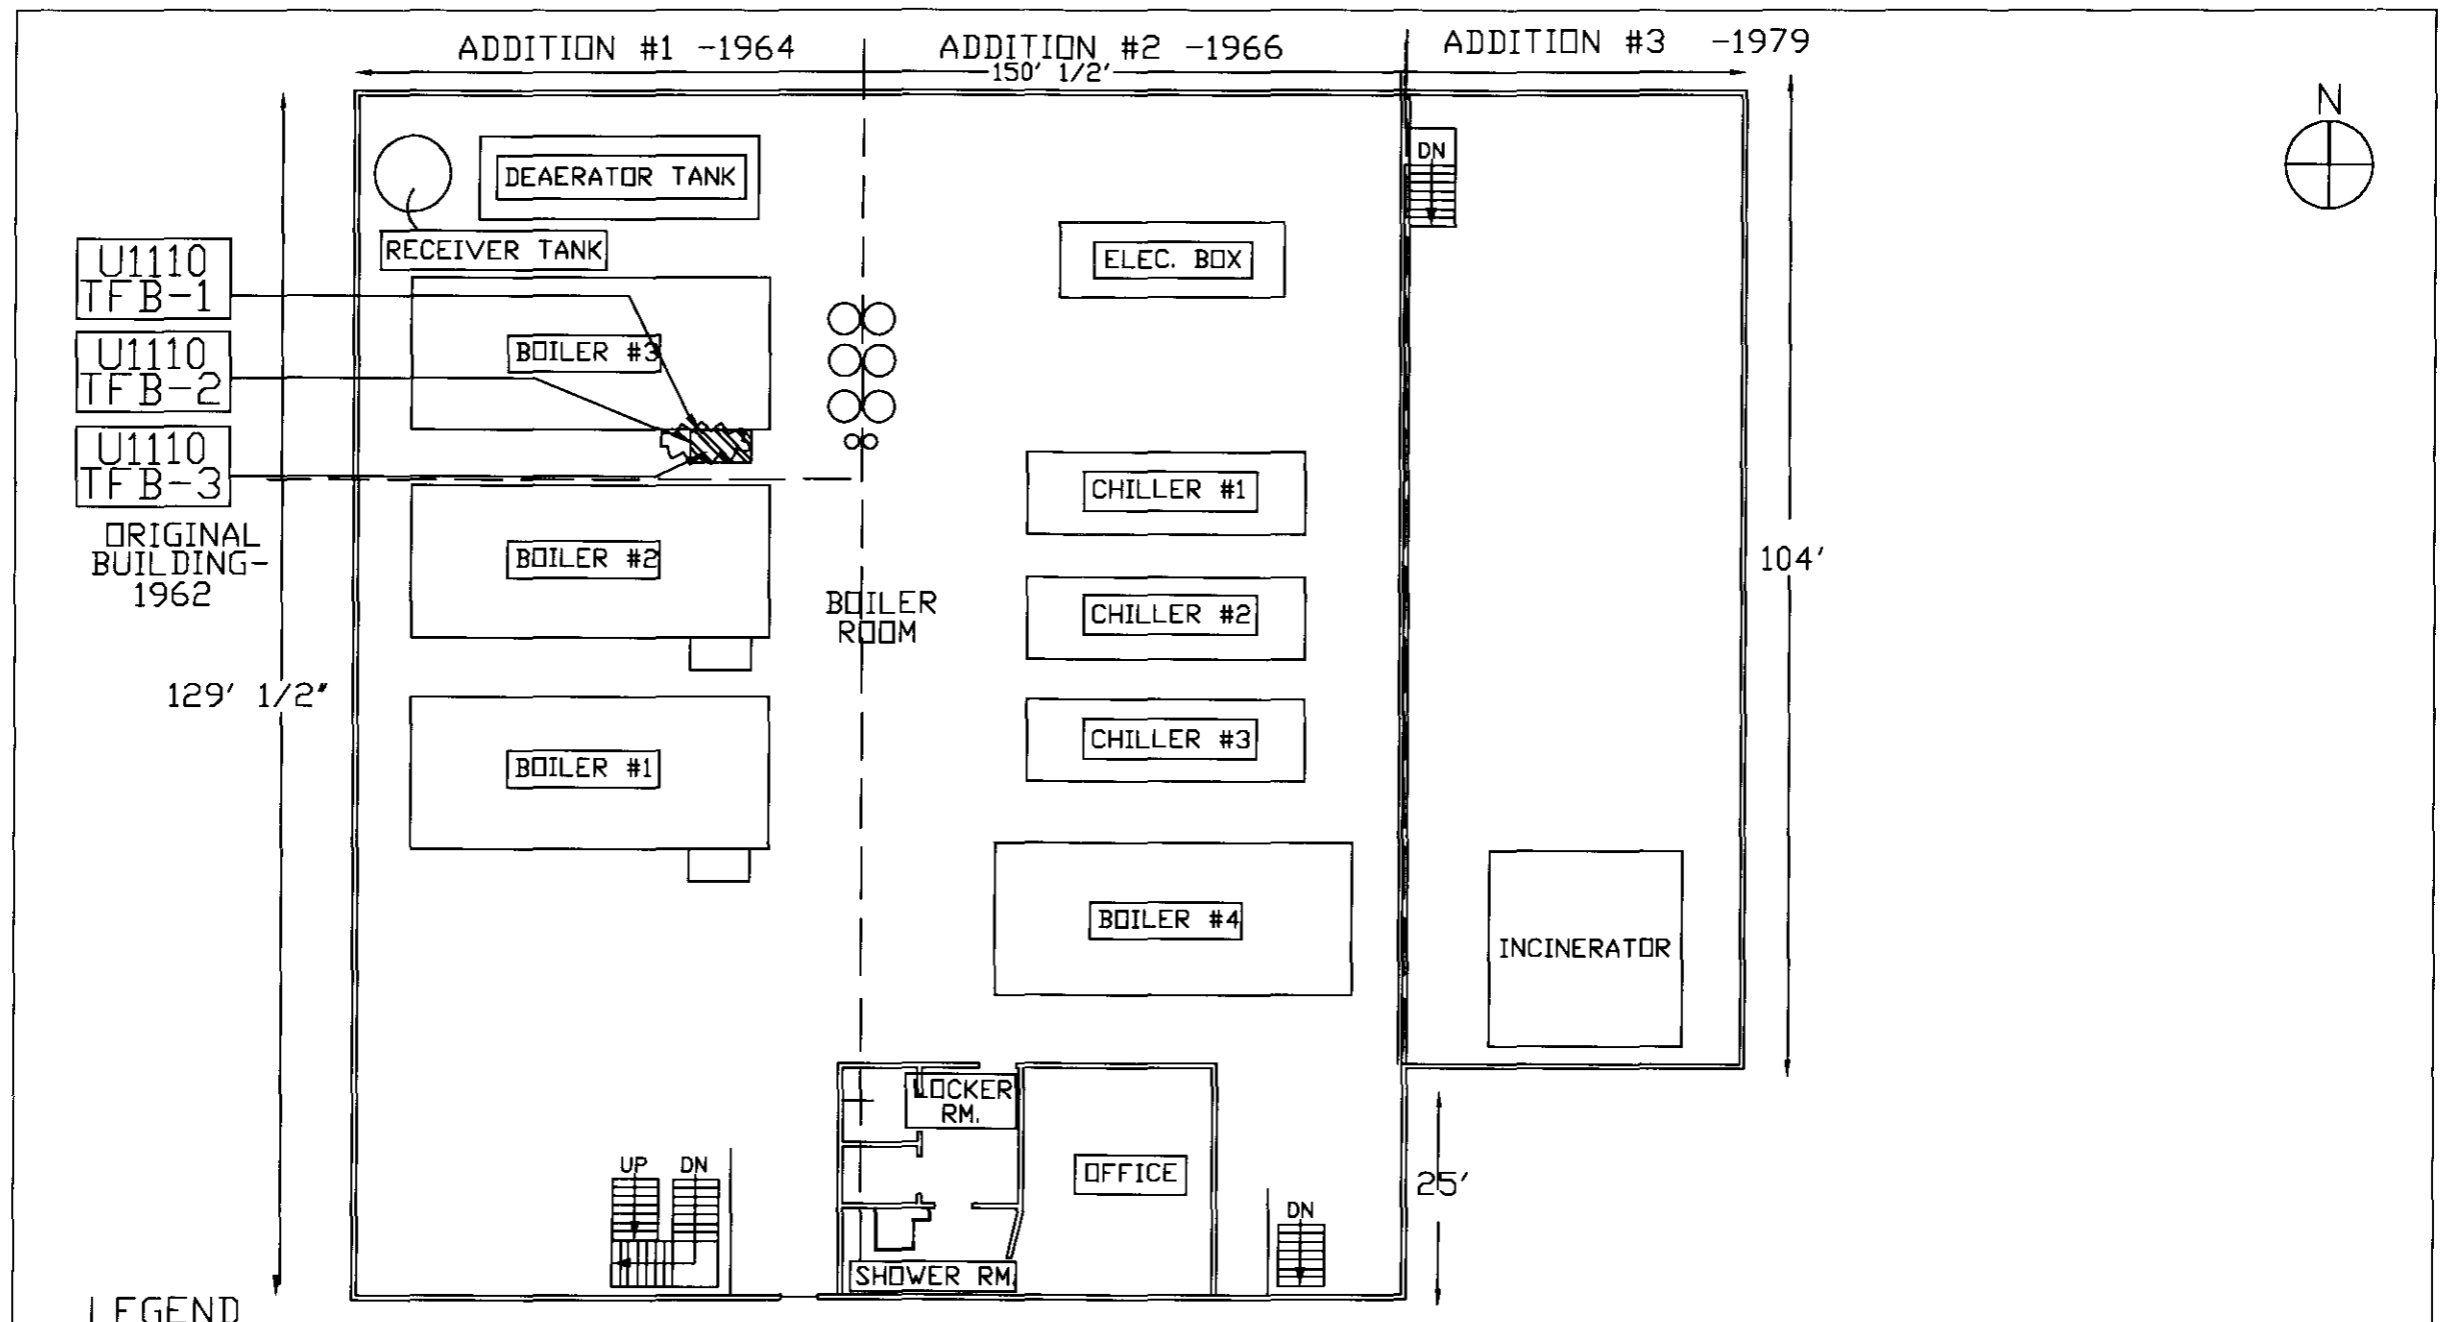 ADDITION #1 -1964
ADDITION #2 -1966
ADDITION #3 -1979
150' 1/2'
N
DEAERATOR TANK
DN
RECEIVER TANK
ELEC. BOX
U1110
TFB-1
U1110
TFB-2
U1110
TFB-3
BOILER #3
CHILLER #1
ORIGINAL
BUILDING-
1962
BOILER #2
104'
BOILER
ROOM
CHILLER #2
129' 1/2"
CHILLER #3
BOILER #1
BOILER #4
INCINERATOR
LOCKER
RM.
UP
DN
OFFICE
25'
DN
SHOWER RM.
LEGEND